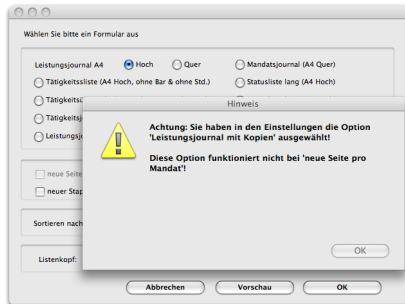 Wählen Sie bitte ein Formular aus
Leistungsjournal A4 Hoch Quer Mandatsjournal (A4 Quer)
Tätigkeitsliste (A4 Hoch, ohne Bar & ohne Std.) Statusliste lang (A4 Hoch)
Hinweis
Achtung: Sie haben in den Einstellungen die Option
'Leistungsjournal mit Kopien' ausgewählt!
Diese Option funktioniert nicht bei 'neue Seite pro
Mandat'!
OK
neue Seite
neuer Stap
Sortieren nach
Listenkopf:
Abbrechen Vorschau OK